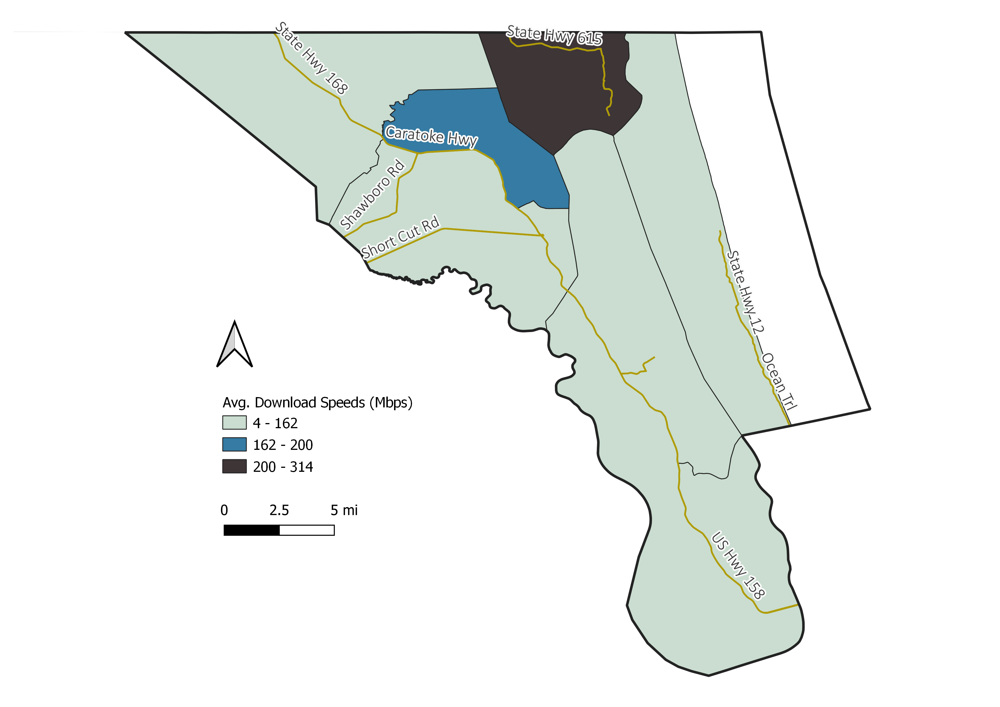 State Hwy 168
State Hwy 615
Caratoke Hwy
Shawboro Rd
Short Cut Rd
State Hwy 12
Ocean Trl
US Hwy 158
Avg. Download Speeds (Mbps)
4 - 162
162 - 200
200 - 314
0 2.5 5 mi